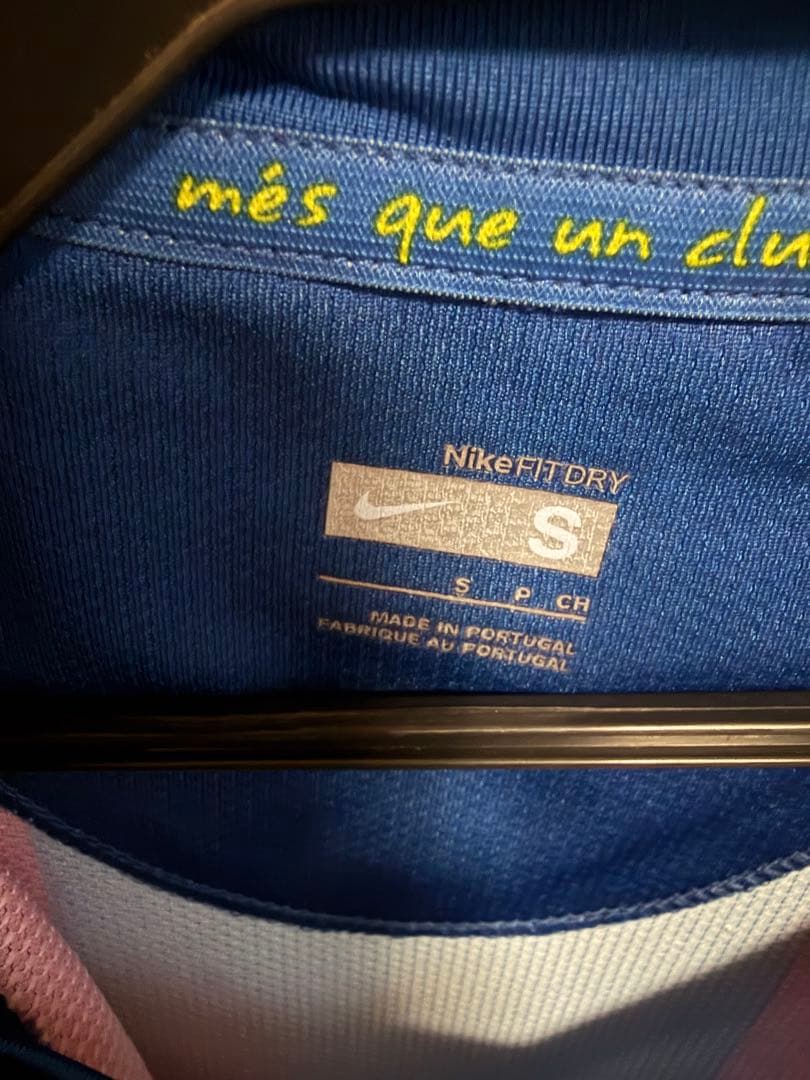 més que un clu
NikeFITDRY
S
S P CH
MADE IN PORTUGAL
FABRIQUE AU PORTUGAL